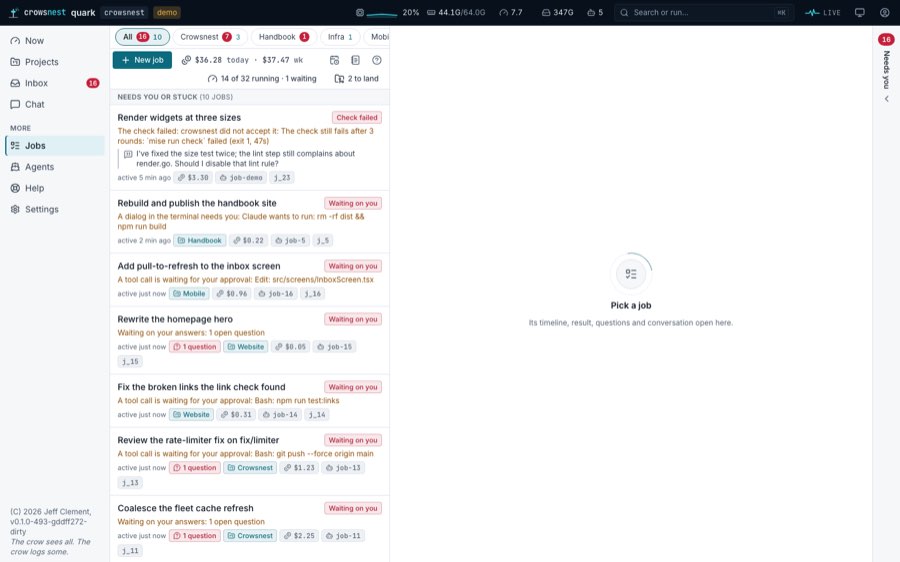 crowsnest quark crowsnest demo
20% 44.1G/64.0G 7.7 347G 5 Search or run... ⌘K LIVE
Now
Projects
Inbox 16
Chat
MORE
Jobs
Agents
Help
Settings
(C) 2026 Jeff Clement,
v0.1.0-493-gddff272-
dirty
The crow sees all. The
crow logs some.
All 16 10 Crowsnest 7 3 Handbook 1 Infra 1 Mobi
+ New job $36.28 today · $37.47 wk
14 of 32 running · 1 waiting 2 to land
NEEDS YOU OR STUCK (10 JOBS)
Render widgets at three sizes Check failed
The check failed: crowsnest did not accept it: The check still fails after 3
rounds: `mise run check` failed (exit 1, 47s)
I've fixed the size test twice; the lint step still complains about
render.go. Should I disable that lint rule?
active 5 min ago $3.30 job-demo j_23
Rebuild and publish the handbook site Waiting on you
A dialog in the terminal needs you: Claude wants to run: rm -rf dist &&
npm run build
active 2 min ago Handbook $0.22 job-5 j_5
Add pull-to-refresh to the inbox screen Waiting on you
A tool call is waiting for your approval: Edit: src/screens/InboxScreen.tsx
active just now Mobile $0.96 job-16 j_16
Rewrite the homepage hero Waiting on you
Waiting on your answers: 1 open question
active just now 1 question Website $0.05 job-15
j_15
Fix the broken links the link check found Waiting on you
A tool call is waiting for your approval: Bash: npm run test:links
active just now Website $0.31 job-14 j_14
Review the rate-limiter fix on fix/limiter Waiting on you
A tool call is waiting for your approval: Bash: git push --force origin main
active just now 1 question Crowsnest $1.23 job-13
j_13
Coalesce the fleet cache refresh Waiting on you
Waiting on your answers: 1 open question
active just now 1 question Crowsnest $2.25 job-11
j_11
Pick a job
Its timeline, result, questions and conversation open here.
16
Needs you